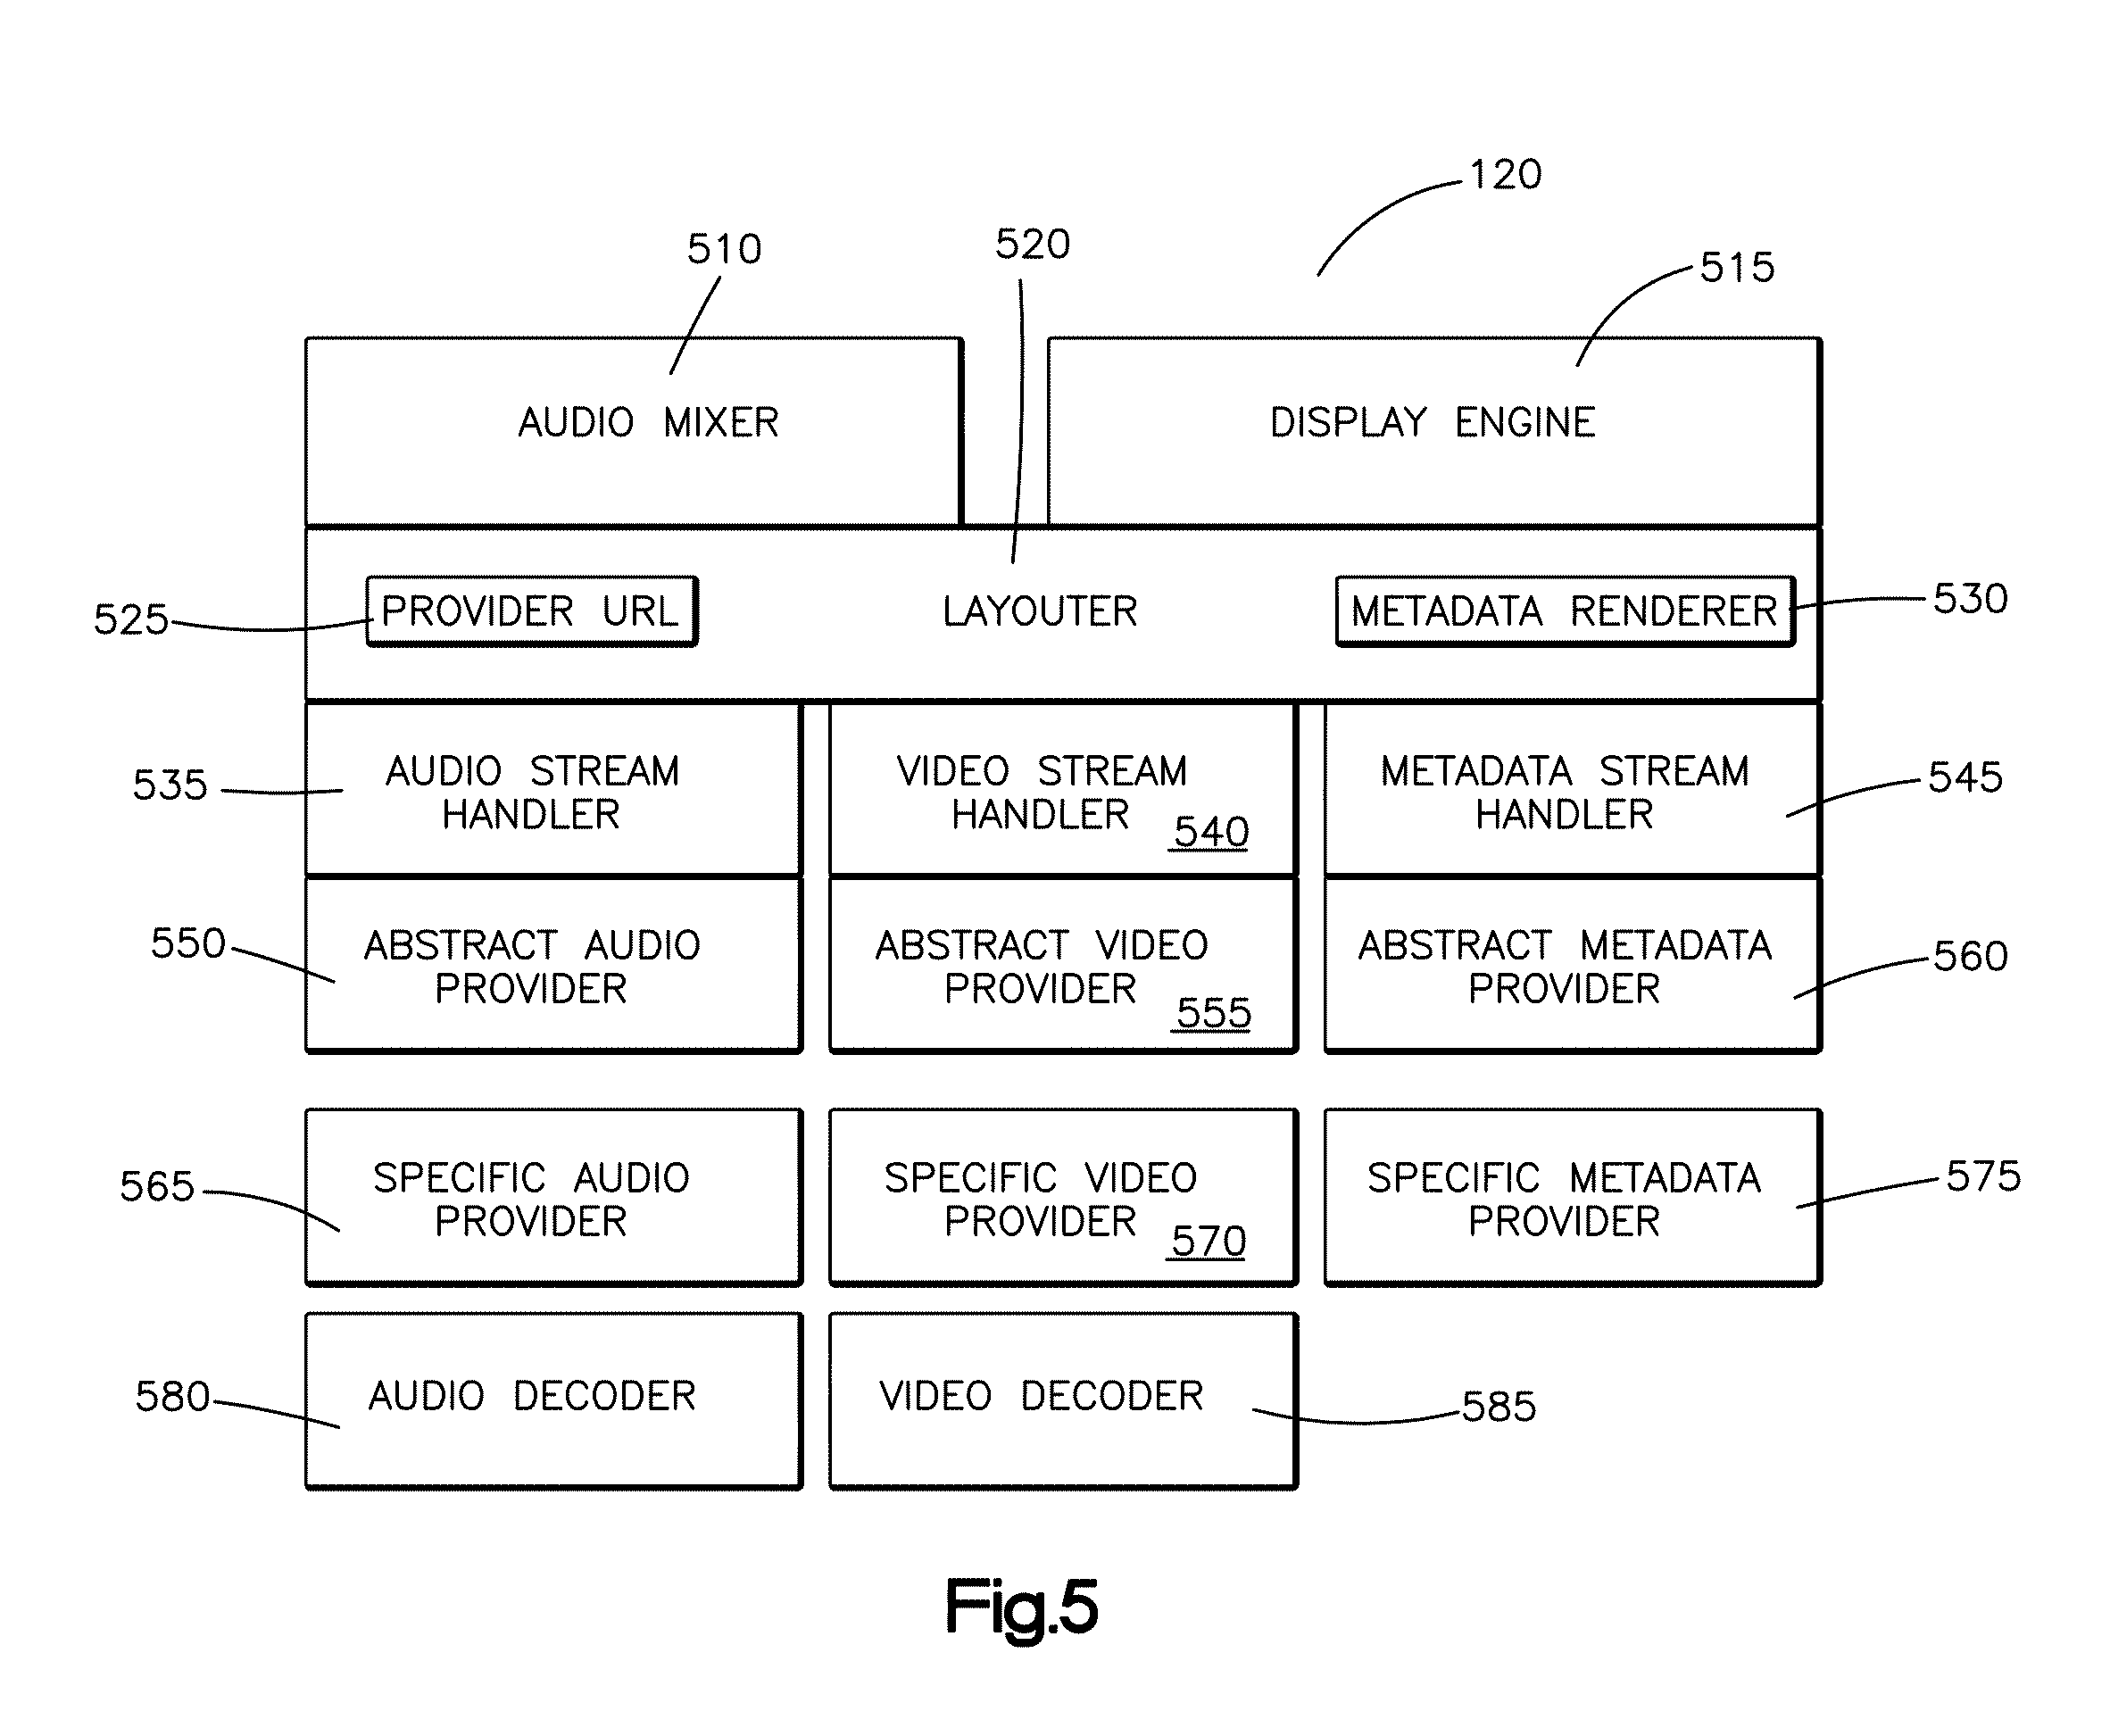 120
510
520
515
AUDIO MIXER
DISPLAY ENGINE
525
PROVIDER URL
LAYOUTER
METADATA RENDERER
530
535
AUDIO STREAM
HANDLER
VIDEO STREAM
HANDLER
540
METADATA STREAM
HANDLER
545
550
ABSTRACT AUDIO
PROVIDER
ABSTRACT VIDEO
PROVIDER
555
ABSTRACT METADATA
PROVIDER
560
565
SPECIFIC AUDIO
PROVIDER
SPECIFIC VIDEO
PROVIDER
570
SPECIFIC METADATA
PROVIDER
575
580
AUDIO DECODER
VIDEO DECODER
585
Fig.5